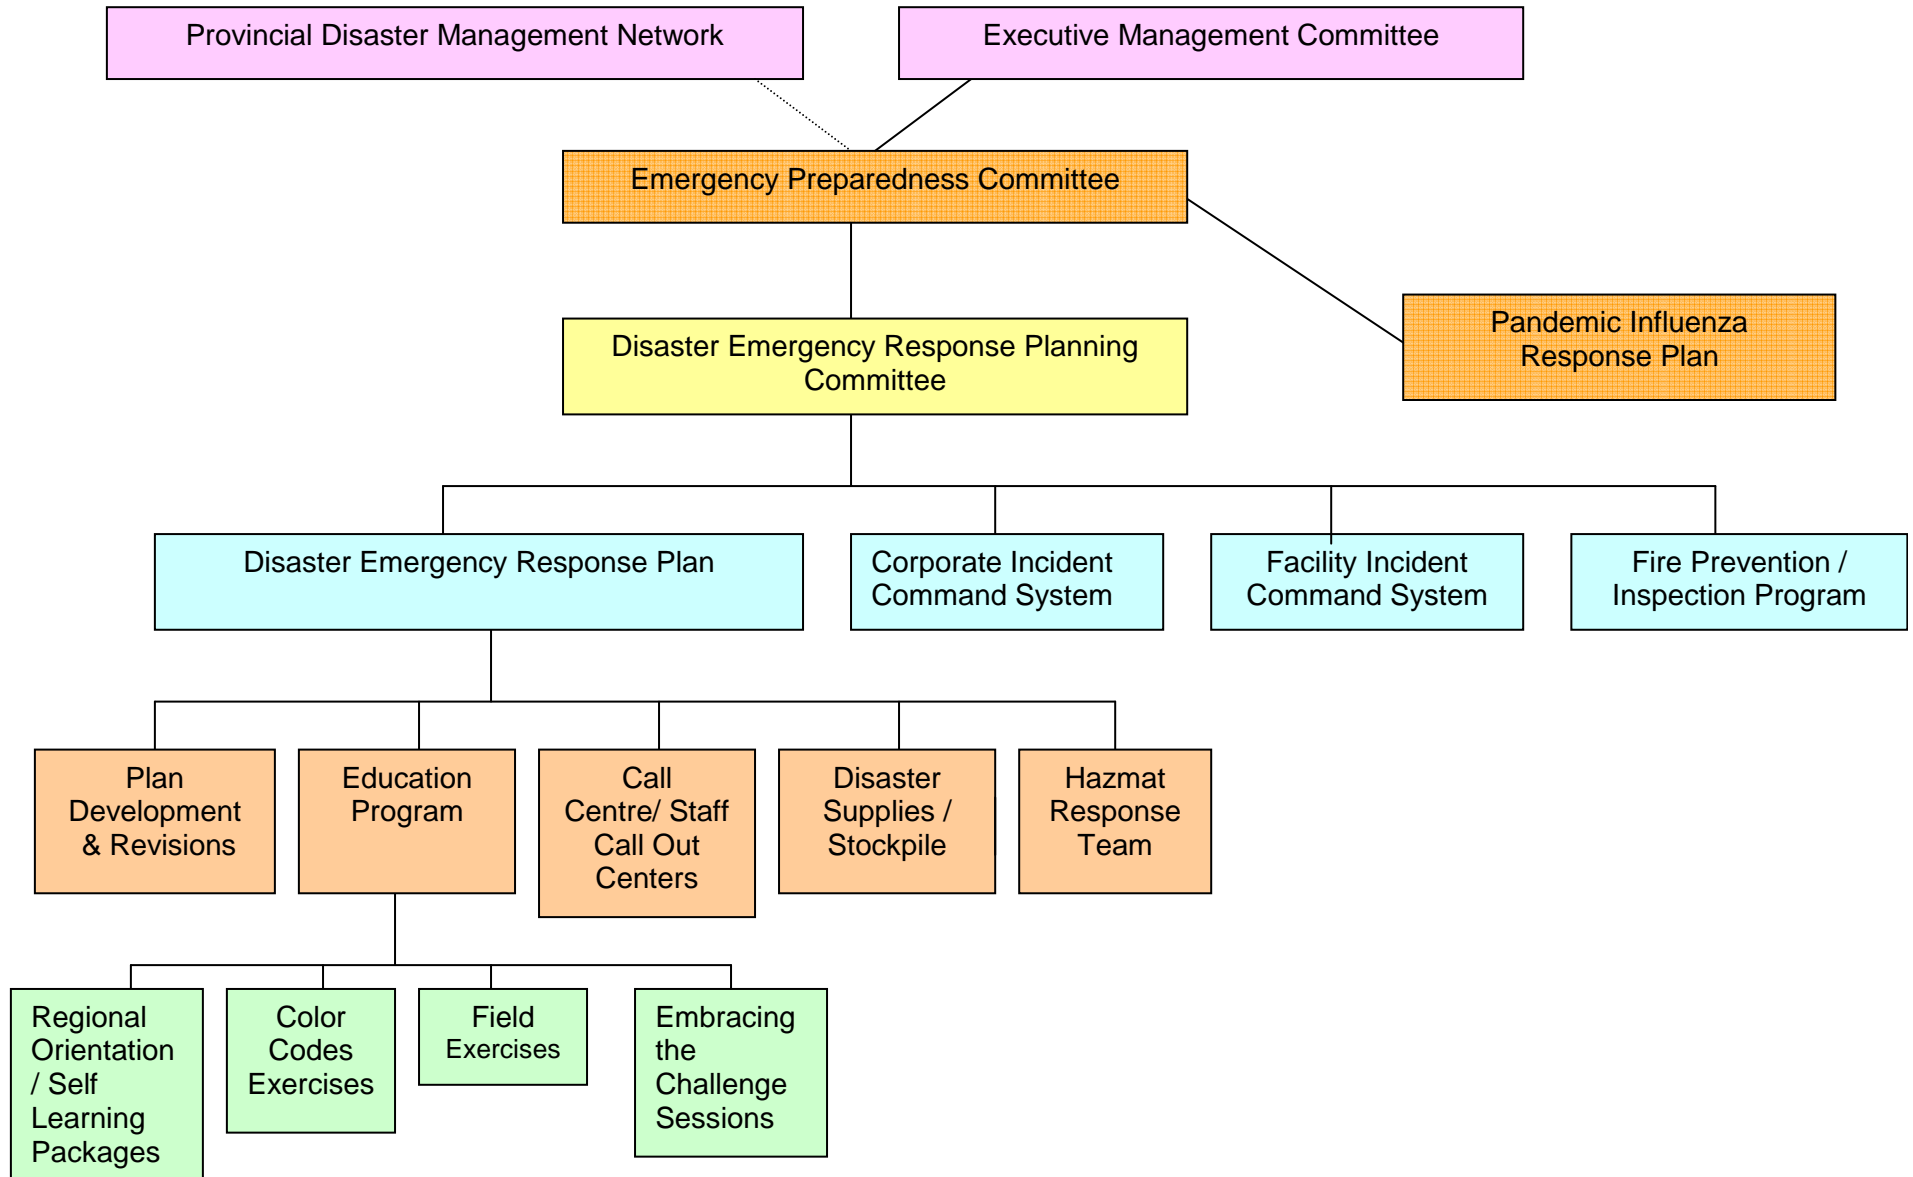 Provincial Disaster Management Network
Executive Management Committee
Emergency Preparedness Committee
Pandemic Influenza
Response Plan
Disaster Emergency Response Planning
Committee
Disaster Emergency Response Plan
Corporate Incident
Command System
Facility Incident
Command System
Fire Prevention /
Inspection Program
Plan
Development
& Revisions
Education
Program
Call
Centre/ Staff
Call Out
Centers
Disaster
Supplies /
Stockpile
Hazmat
Response
Team
Regional
Orientation
/ Self
Learning
Packages
Color
Codes
Exercises
Field
Exercises
Embracing
the
Challenge
Sessions